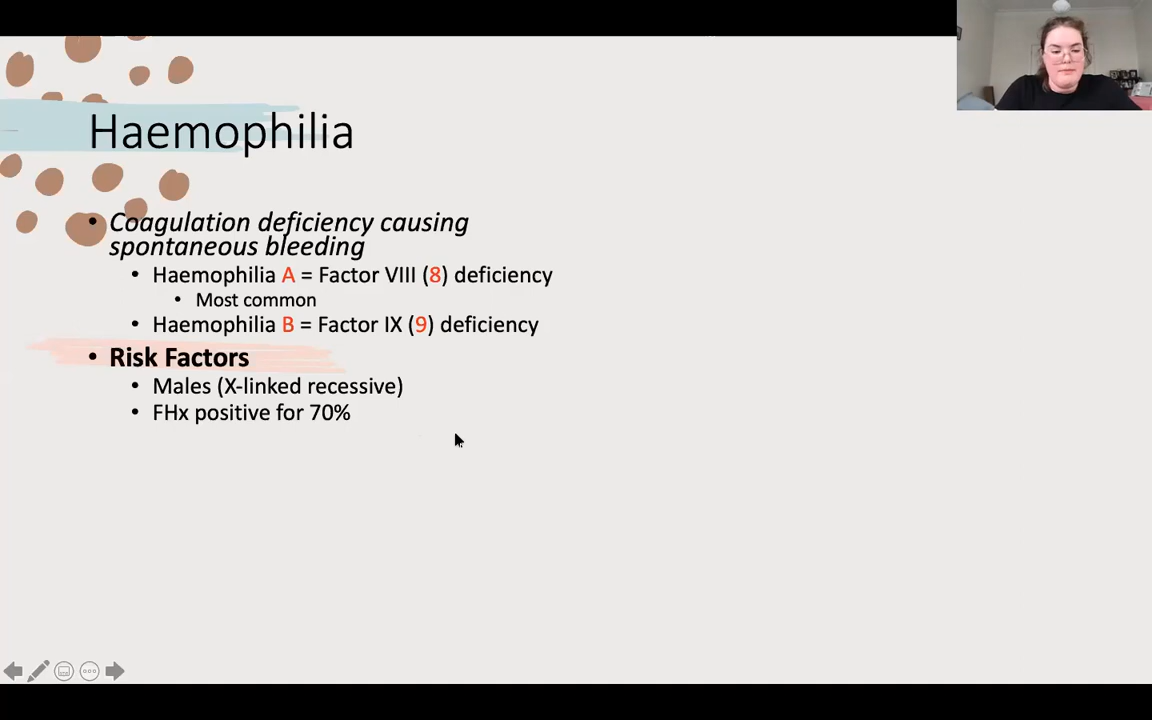 Haemophilia
• Coagulation deficiency causing
spontaneous bleeding
• Haemophilia A = Factor VIII (8) deficiency
• Most common
• Haemophilia B = Factor IX (9) deficiency
• Risk Factors
• Males (X-linked recessive)
• FHx positive for 70%